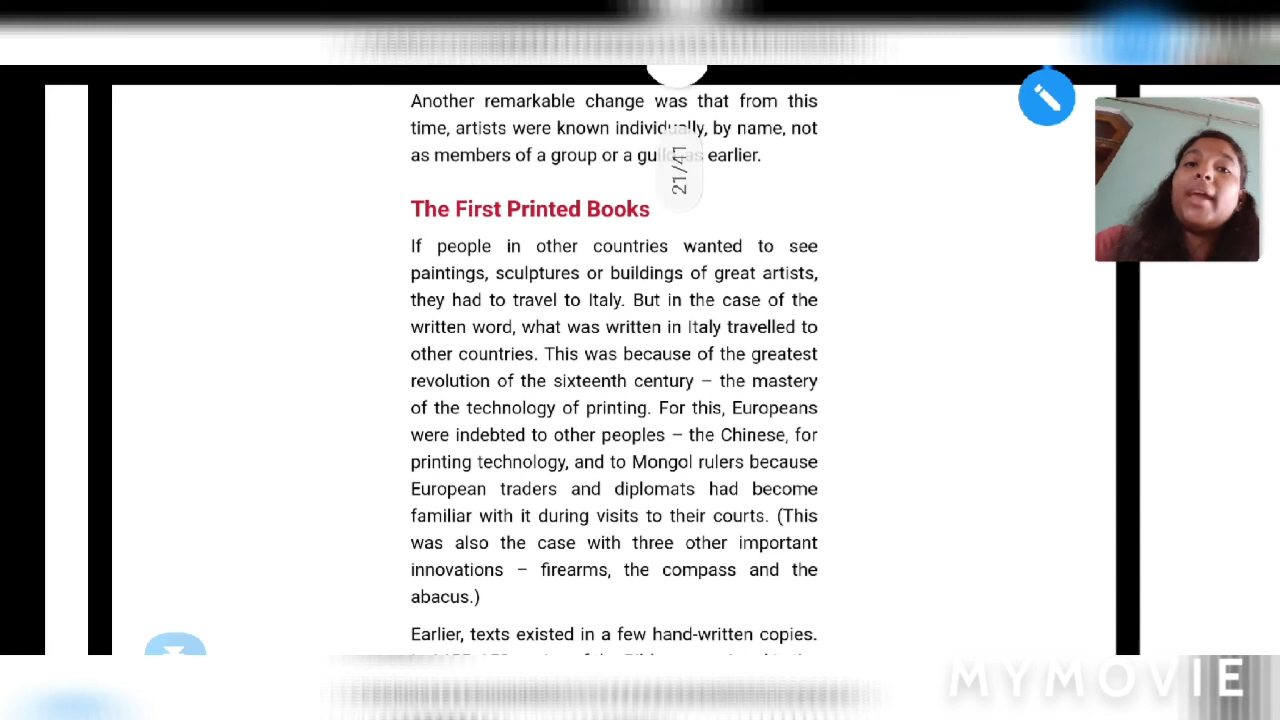 Another remarkable change was that from this
time, artists were known individually, by name, not
as members of a group or a guild as earlier.
21/41
The First Printed Books
If people in other countries wanted to see
paintings, sculptures or buildings of great artists,
they had to travel to Italy. But in the case of the
written word, what was written in Italy travelled to
other countries. This was because of the greatest
revolution of the sixteenth century – the mastery
of the technology of printing. For this, Europeans
were indebted to other peoples – the Chinese, for
printing technology, and to Mongol rulers because
European traders and diplomats had become
familiar with it during visits to their courts. (This
was also the case with three other important
innovations – firearms, the compass and the
abacus.)
Earlier, texts existed in a few hand-written copies.
MYMOVIE